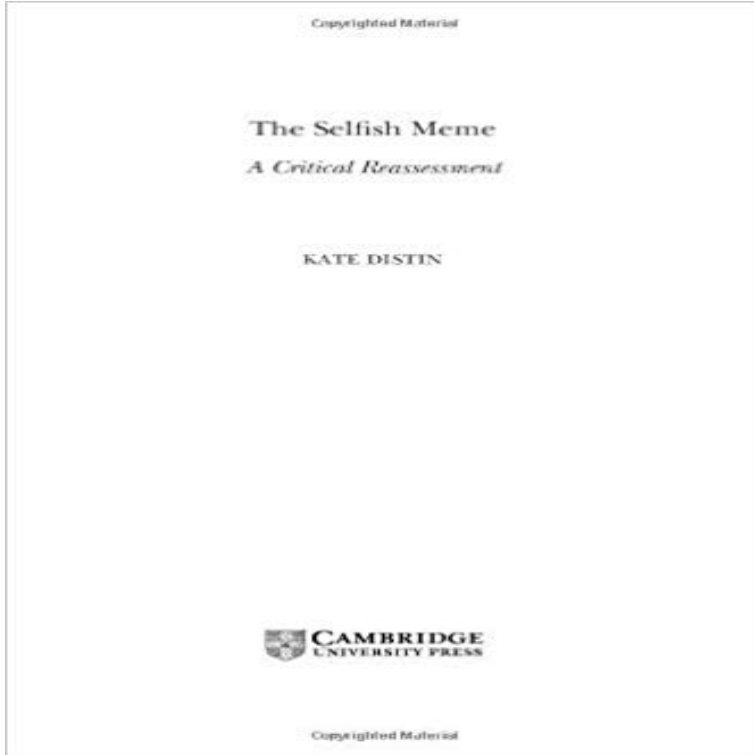 Copyrighted Material
The Selfish Meme
A Critical Reassessment
KATE DISTIN
CAMBRIDGE
UNIVERSITY PRESS
Copyrighted Material